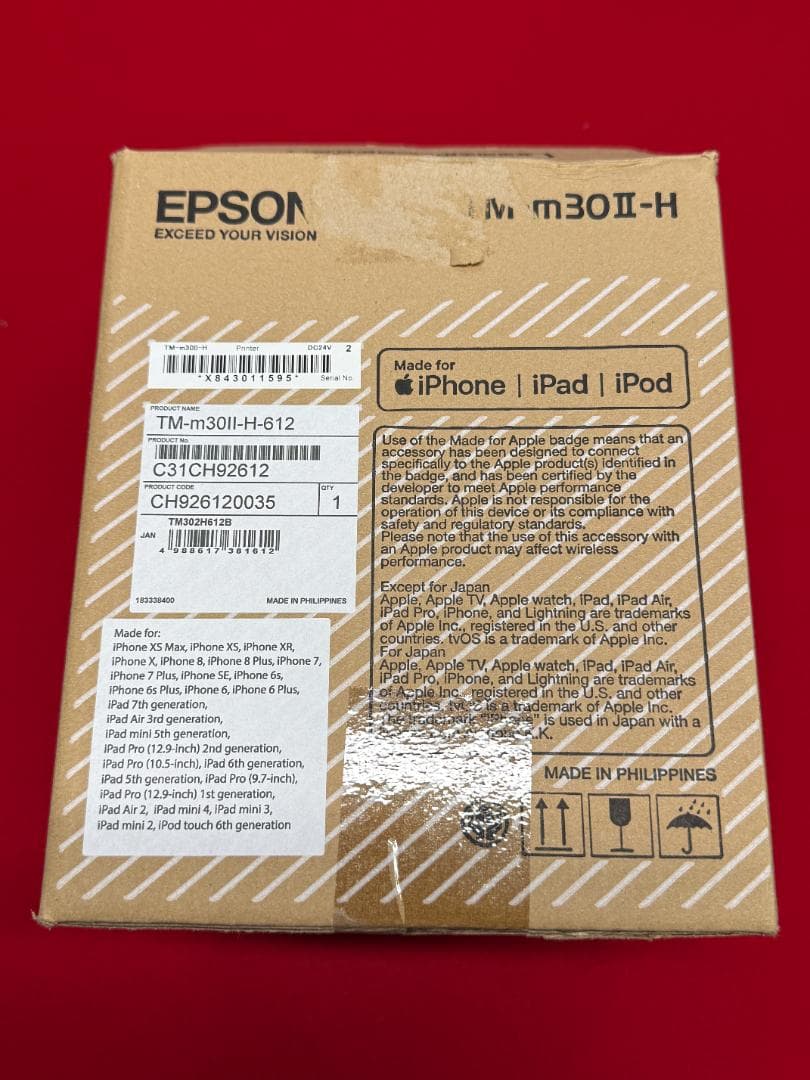 EPSON
EXCEED YOUR VISION
TM-m30II-H
TM-m30II-H Printer DC24V 2
*X843011595* Serial No.
PRODUCT NAME
TM-m30II-H-612
PRODUCT No.
C31CH92612
PRODUCT CODE
CH926120035
QTY
1
TM302H612B
JAN
4 988617 381612
183338400 MADE IN PHILIPPINES
Made for:
iPhone XS Max, iPhone XS, iPhone XR,
iPhone X, iPhone 8, iPhone 8 Plus, iPhone 7,
iPhone 7 Plus, iPhone SE, iPhone 6s,
iPhone 6s Plus, iPhone 6, iPhone 6 Plus,
iPad 7th generation,
iPad Air 3rd generation,
iPad mini 5th generation,
iPad Pro (12.9-inch) 2nd generation,
iPad Pro (10.5-inch), iPad 6th generation,
iPad 5th generation, iPad Pro (9.7-inch),
iPad Pro (12.9-inch) 1st generation,
iPad Air 2, iPad mini 4, iPad mini 3,
iPad mini 2, iPod touch 6th generation
Made for
iPhone | iPad | iPod
Use of the Made for Apple badge means that an
accessory has been designed to connect
specifically to the Apple product(s) identified in
the badge, and has been certified by the
developer to meet Apple performance
standards. Apple is not responsible for the
operation of this device or its compliance with
safety and regulatory standards.
Please note that the use of this accessory with
an Apple product may affect wireless
performance.
Except for Japan
Apple, Apple TV, Apple watch, iPad, iPad Air,
iPad Pro, iPhone, and Lightning are trademarks
of Apple Inc., registered in the U.S. and other
countries. tvOS is a trademark of Apple Inc.
For Japan
Apple, Apple TV, Apple watch, iPad, iPad Air,
iPad Pro, iPhone, and Lightning are trademarks
of Apple Inc., registered in the U.S. and other
countries. tvOS is a trademark of Apple Inc.
The trademark "iPhone" is used in Japan with a
K.K.
MADE IN PHILIPPINES